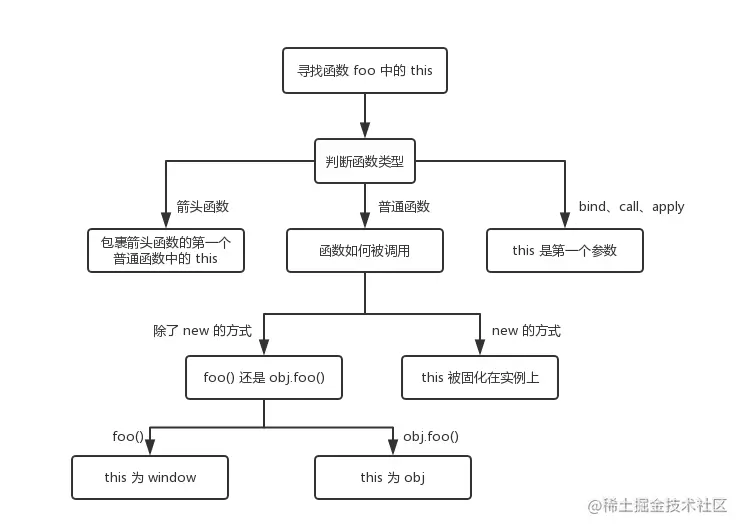 寻找函数 foo 中的 this
判断函数类型
箭头函数
普通函数
bind、call、apply
包裹箭头函数的第一个
普通函数中的 this
函数如何被调用
this 是第一个参数
除了 new 的方式
new 的方式
foo() 还是 obj.foo()
this 被固化在实例上
foo()
obj.foo()
this 为 window
this 为 obj
@稀土掘金技术社区